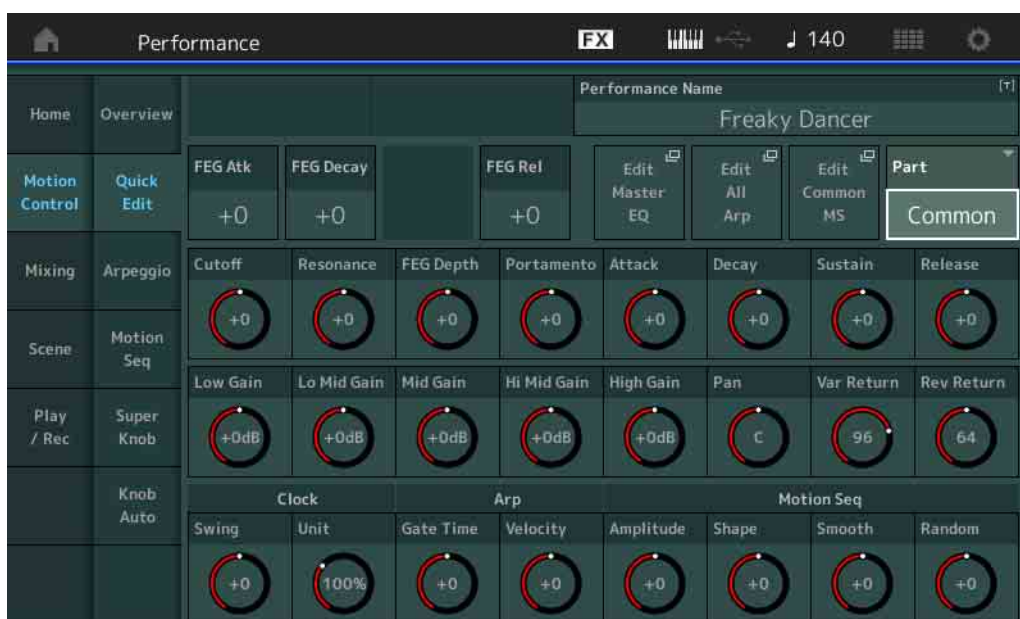 Performance
FX
140
Home
Overview
Performance Name
[T]
Freaky Dancer
Motion
Control
Quick
Edit
FEG Atk
+0
FEG Decay
+0
FEG Rel
+0
Edit
Master
EQ
Edit
All
Arp
Edit
Common
MS
Part
Common
Mixing
Arpeggio
Cutoff
Resonance
FEG Depth
Portamento
Attack
Decay
Sustain
Release
+0
+0
+0
+0
+0
+0
+0
+0
Scene
Motion
Seq
Low Gain
Lo Mid Gain
Mid Gain
Hi Mid Gain
High Gain
Pan
Var Return
Rev Return
+0dB
+0dB
+0dB
+0dB
+0dB
C
96
64
Play
/ Rec
Super
Knob
Knob
Auto
Clock
Arp
Motion Seq
Swing
Unit
Gate Time
Velocity
Amplitude
Shape
Smooth
Random
+0
100%
+0
+0
+0
+0
+0
+0